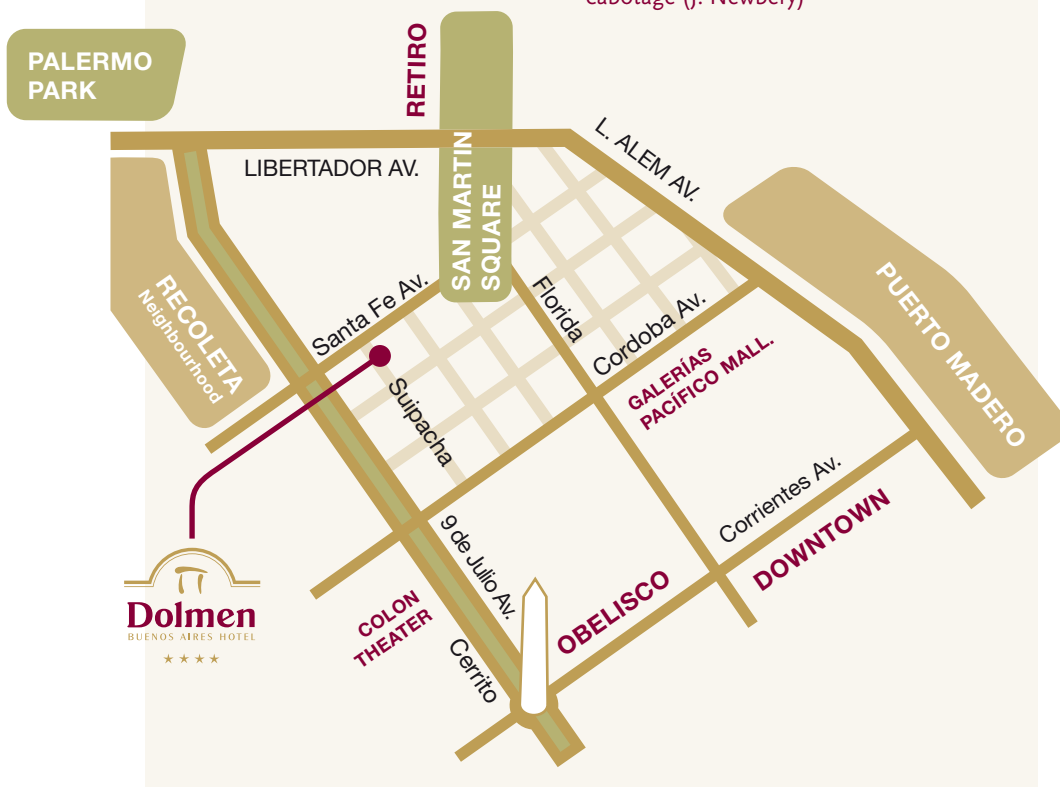 Cabotage (J. Newbery)
PALERMO
PARK
RETIRO
SAN MARTIN
SQUARE
LIBERTADOR AV.
L. ALEM AV.
RECOLETA
Neighbourhood
Santa Fe Av.
Suipacha
Florida
Cordoba Av.
GALERÍAS
PACÍFICO MALL.
PUERTO MADERO
9 de Julio Av.
Corrientes Av.
DOWNTOWN
OBELISCO
COLON
THEATER
Cerrito
Dolmen
BUENOS AIRES HOTEL
★★★★